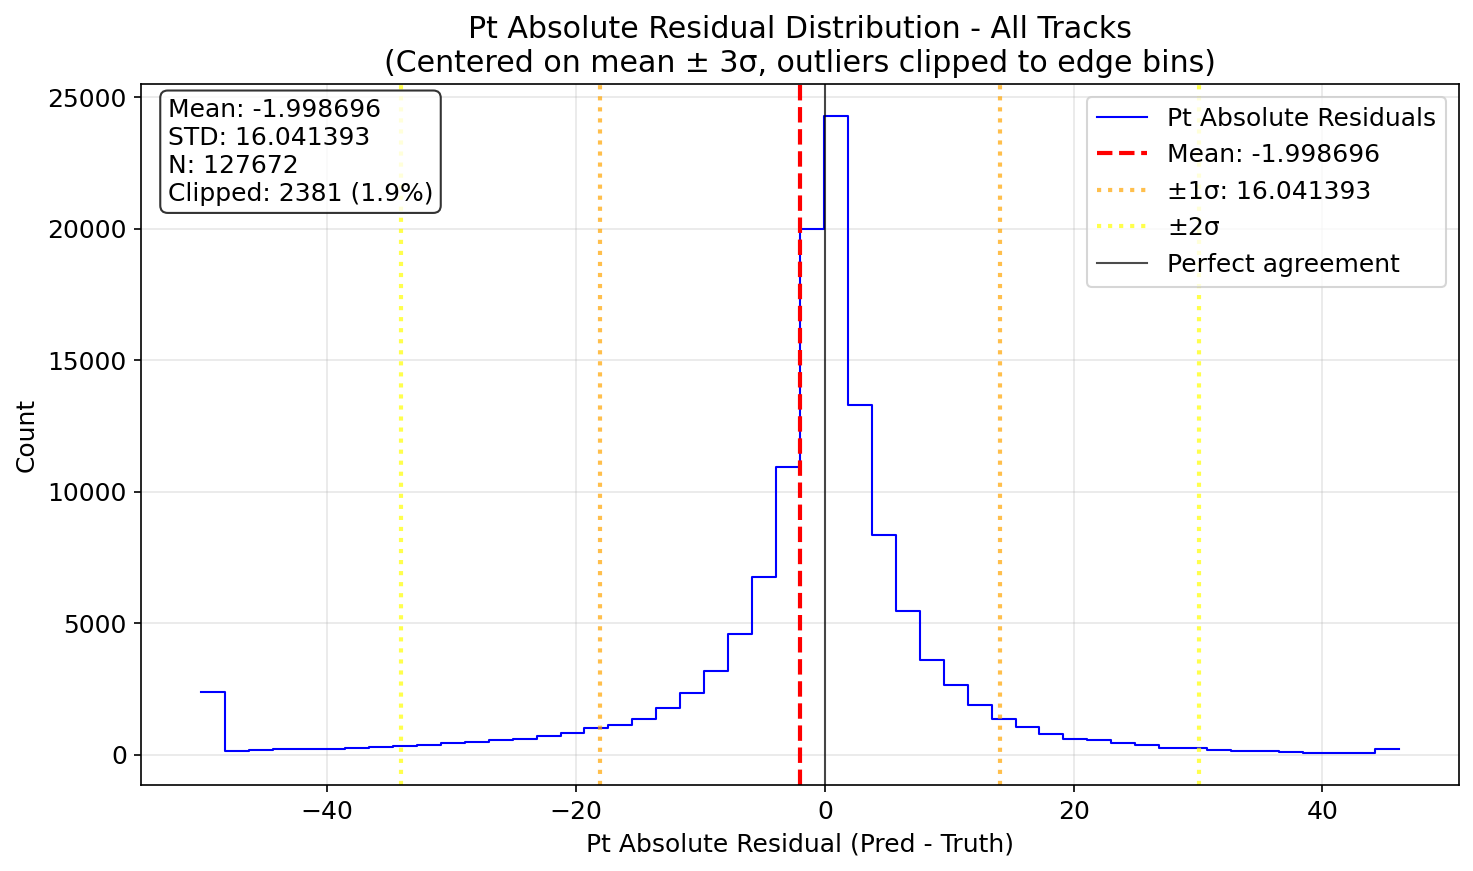 Pt Absolute Residual Distribution - All Tracks
(Centered on mean ± 3σ, outliers clipped to edge bins)
Mean: -1.998696
STD: 16.041393
N: 127672
Clipped: 2381 (1.9%)
Pt Absolute Residuals
Mean: -1.998696
±1σ: 16.041393
±2σ
Perfect agreement
Count
25000
20000
15000
10000
5000
0
−40
−20
0
20
40
Pt Absolute Residual (Pred - Truth)